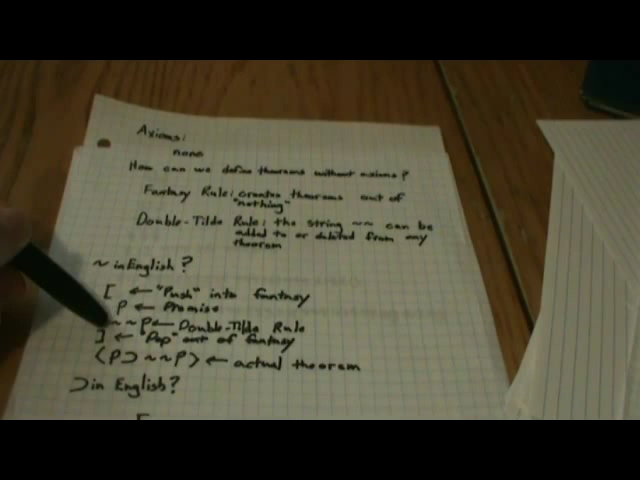 Axioms:
none
How can we define theorems without axioms?
Fantasy Rule: creates theorems out of
"nothing"
Double-Tilde Rule: the string ~~ can be
added to or deleted from any
theorem
~ in English?
[ ← "Push" into fantasy
P ← Promise
~~P ← Double-Tilde Rule
] ← "Pop" out of fantasy
<P⊃~~P> ← actual theorem
⊃ in English?